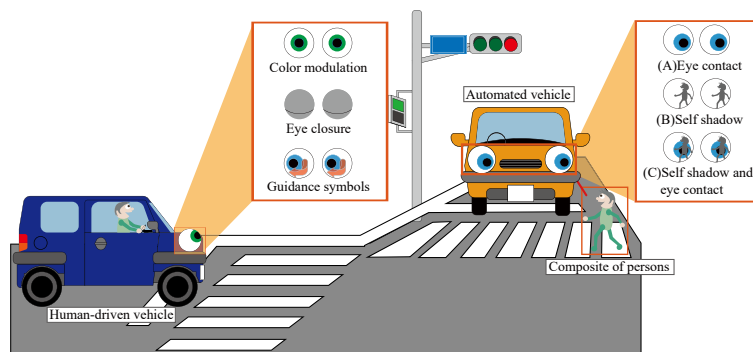 Color modulation
Eye closure
Guidance symbols
Automated vehicle
(A)Eye contact
(B)Self shadow
(C)Self shadow and
eye contact
Composite of persons
Human-driven vehicle